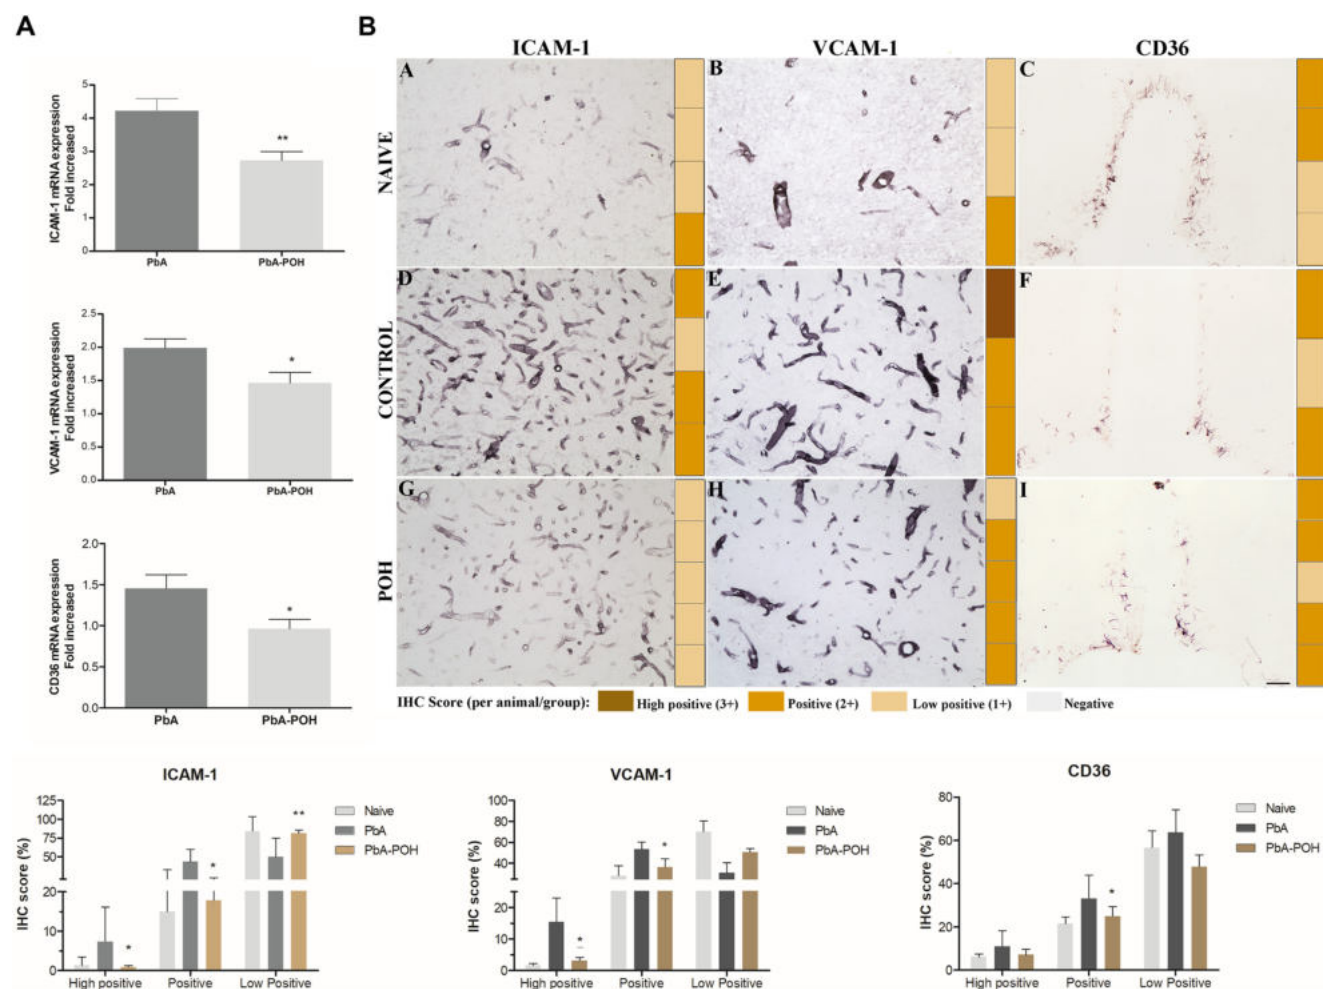 A
B
ICAM-1 mRNA expression
Fold increased
5
4
3
2
1
0
**
PbA
PbA-POH
VCAM-1 mRNA expression
Fold increased
2.5
2.0
1.5
1.0
0.5
0.0
*
PbA
PbA-POH
CD36 mRNA expression
Fold increased
2.0
1.5
1.0
0.5
0.0
*
PbA
PbA-POH
ICAM-1
VCAM-1
CD36
NAIVE
A
B
C
CONTROL
D
E
F
POH
G
H
I
IHC Score (per animal/group):
High positive (3+)
Positive (2+)
Low positive (1+)
Negative
ICAM-1
IHC score (%)
125
100
75
50
20
10
0
*
*
**
Naive
PbA
PbA-POH
High positive
Positive
Low Positive
VCAM-1
IHC score (%)
100
80
60
40
20
15
10
5
0
*
*
Naive
PbA
PbA-POH
High positive
Positive
Low Positive
CD36
IHC score (%)
80
60
40
20
0
*
Naive
PbA
PbA-POH
High positive
Positive
Low Positive